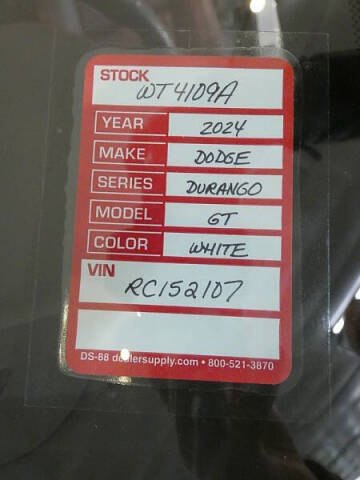 STOCK
WT4109A
YEAR 2024
MAKE DODGE
SERIES DURANGO
MODEL GT
COLOR WHITE
VIN
RC152107
DS-88 dealersupply.com • 800-521-3870